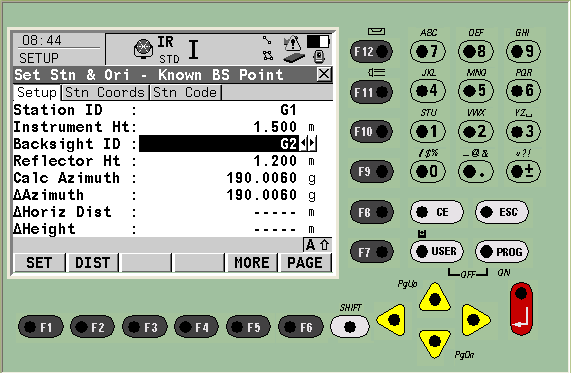 08:44
SETUP
IR
STD
I
Set Stn & Ori - Known BS Point
Setup Stn Coords Stn Code
Station ID : G1
Instrument Ht: 1.500 m
Backsight ID : G2
Reflector Ht : 1.200 m
Calc Azimuth : 190.0060 g
ΔAzimuth : 190.0060 g
ΔHoriz Dist : ----- m
ΔHeight : ----- m
A ⇧
SET DIST MORE PAGE
F12
F11
F10
F9
F8
F7
ABC DEF GHI
7 8 9
JKL MNO PQR
4 5 6
STU VWX YZ_
1 2 3
/$% _@& *?!
0 . ±
CE ESC
USER PROG
OFF ON
F1 F2 F3 F4 F5 F6
SHIFT
PgUp
PgDn